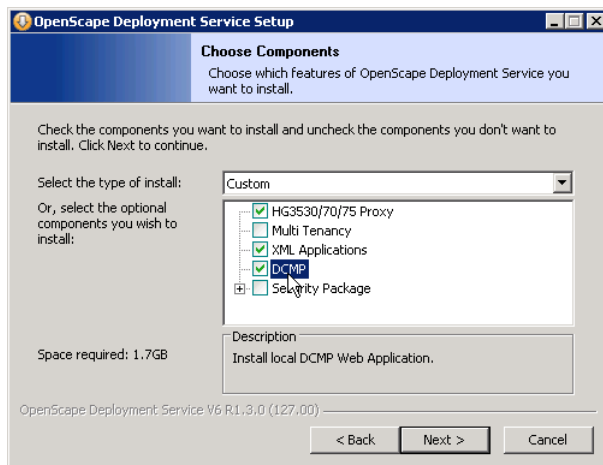 OpenScape Deployment Service Setup
Choose Components
Choose which features of OpenScape Deployment Service you
want to install.
Check the components you want to install and uncheck the components you don't want to
install. Click Next to continue.
Select the type of install:
Custom
Or, select the optional
components you wish to
install:
HG3530/70/75 Proxy
Multi Tenancy
XML Applications
DCMP
Security Package
Space required: 1.7GB
Description
Install local DCMP Web Application.
OpenScape Deployment Service V6 R1.3.0 (127.00)
< Back
Next >
Cancel